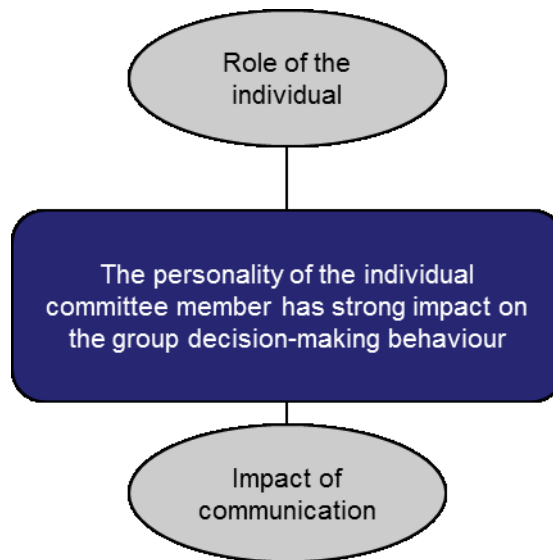 Role of the
individual
The personality of the individual
committee member has strong impact on
the group decision-making behaviour
Impact of
communication